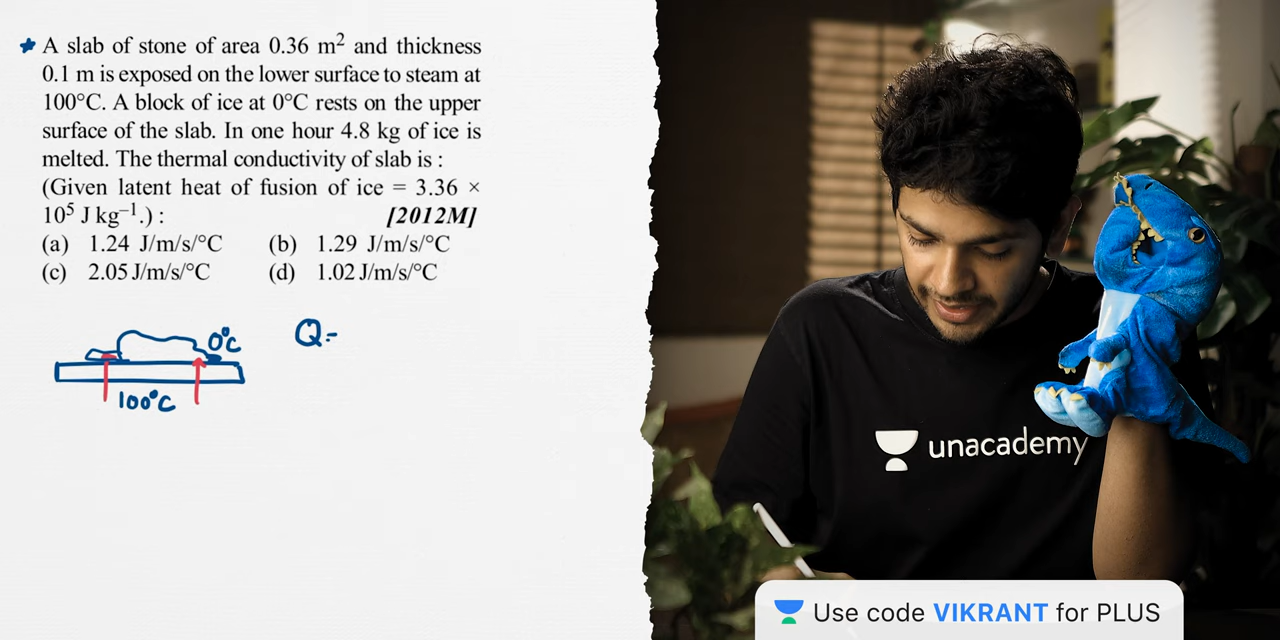 ★ A slab of stone of area 0.36 m² and thickness
0.1 m is exposed on the lower surface to steam at
100°C. A block of ice at 0°C rests on the upper
surface of the slab. In one hour 4.8 kg of ice is
melted. The thermal conductivity of slab is :
(Given latent heat of fusion of ice = 3.36 ×
10⁵ J kg⁻¹.) : [2012M]
(a) 1.24 J/m/s/°C (b) 1.29 J/m/s/°C
(c) 2.05 J/m/s/°C (d) 1.02 J/m/s/°C
0°C
Q=
100°C
unacademy
Use code VIKRANT for PLUS